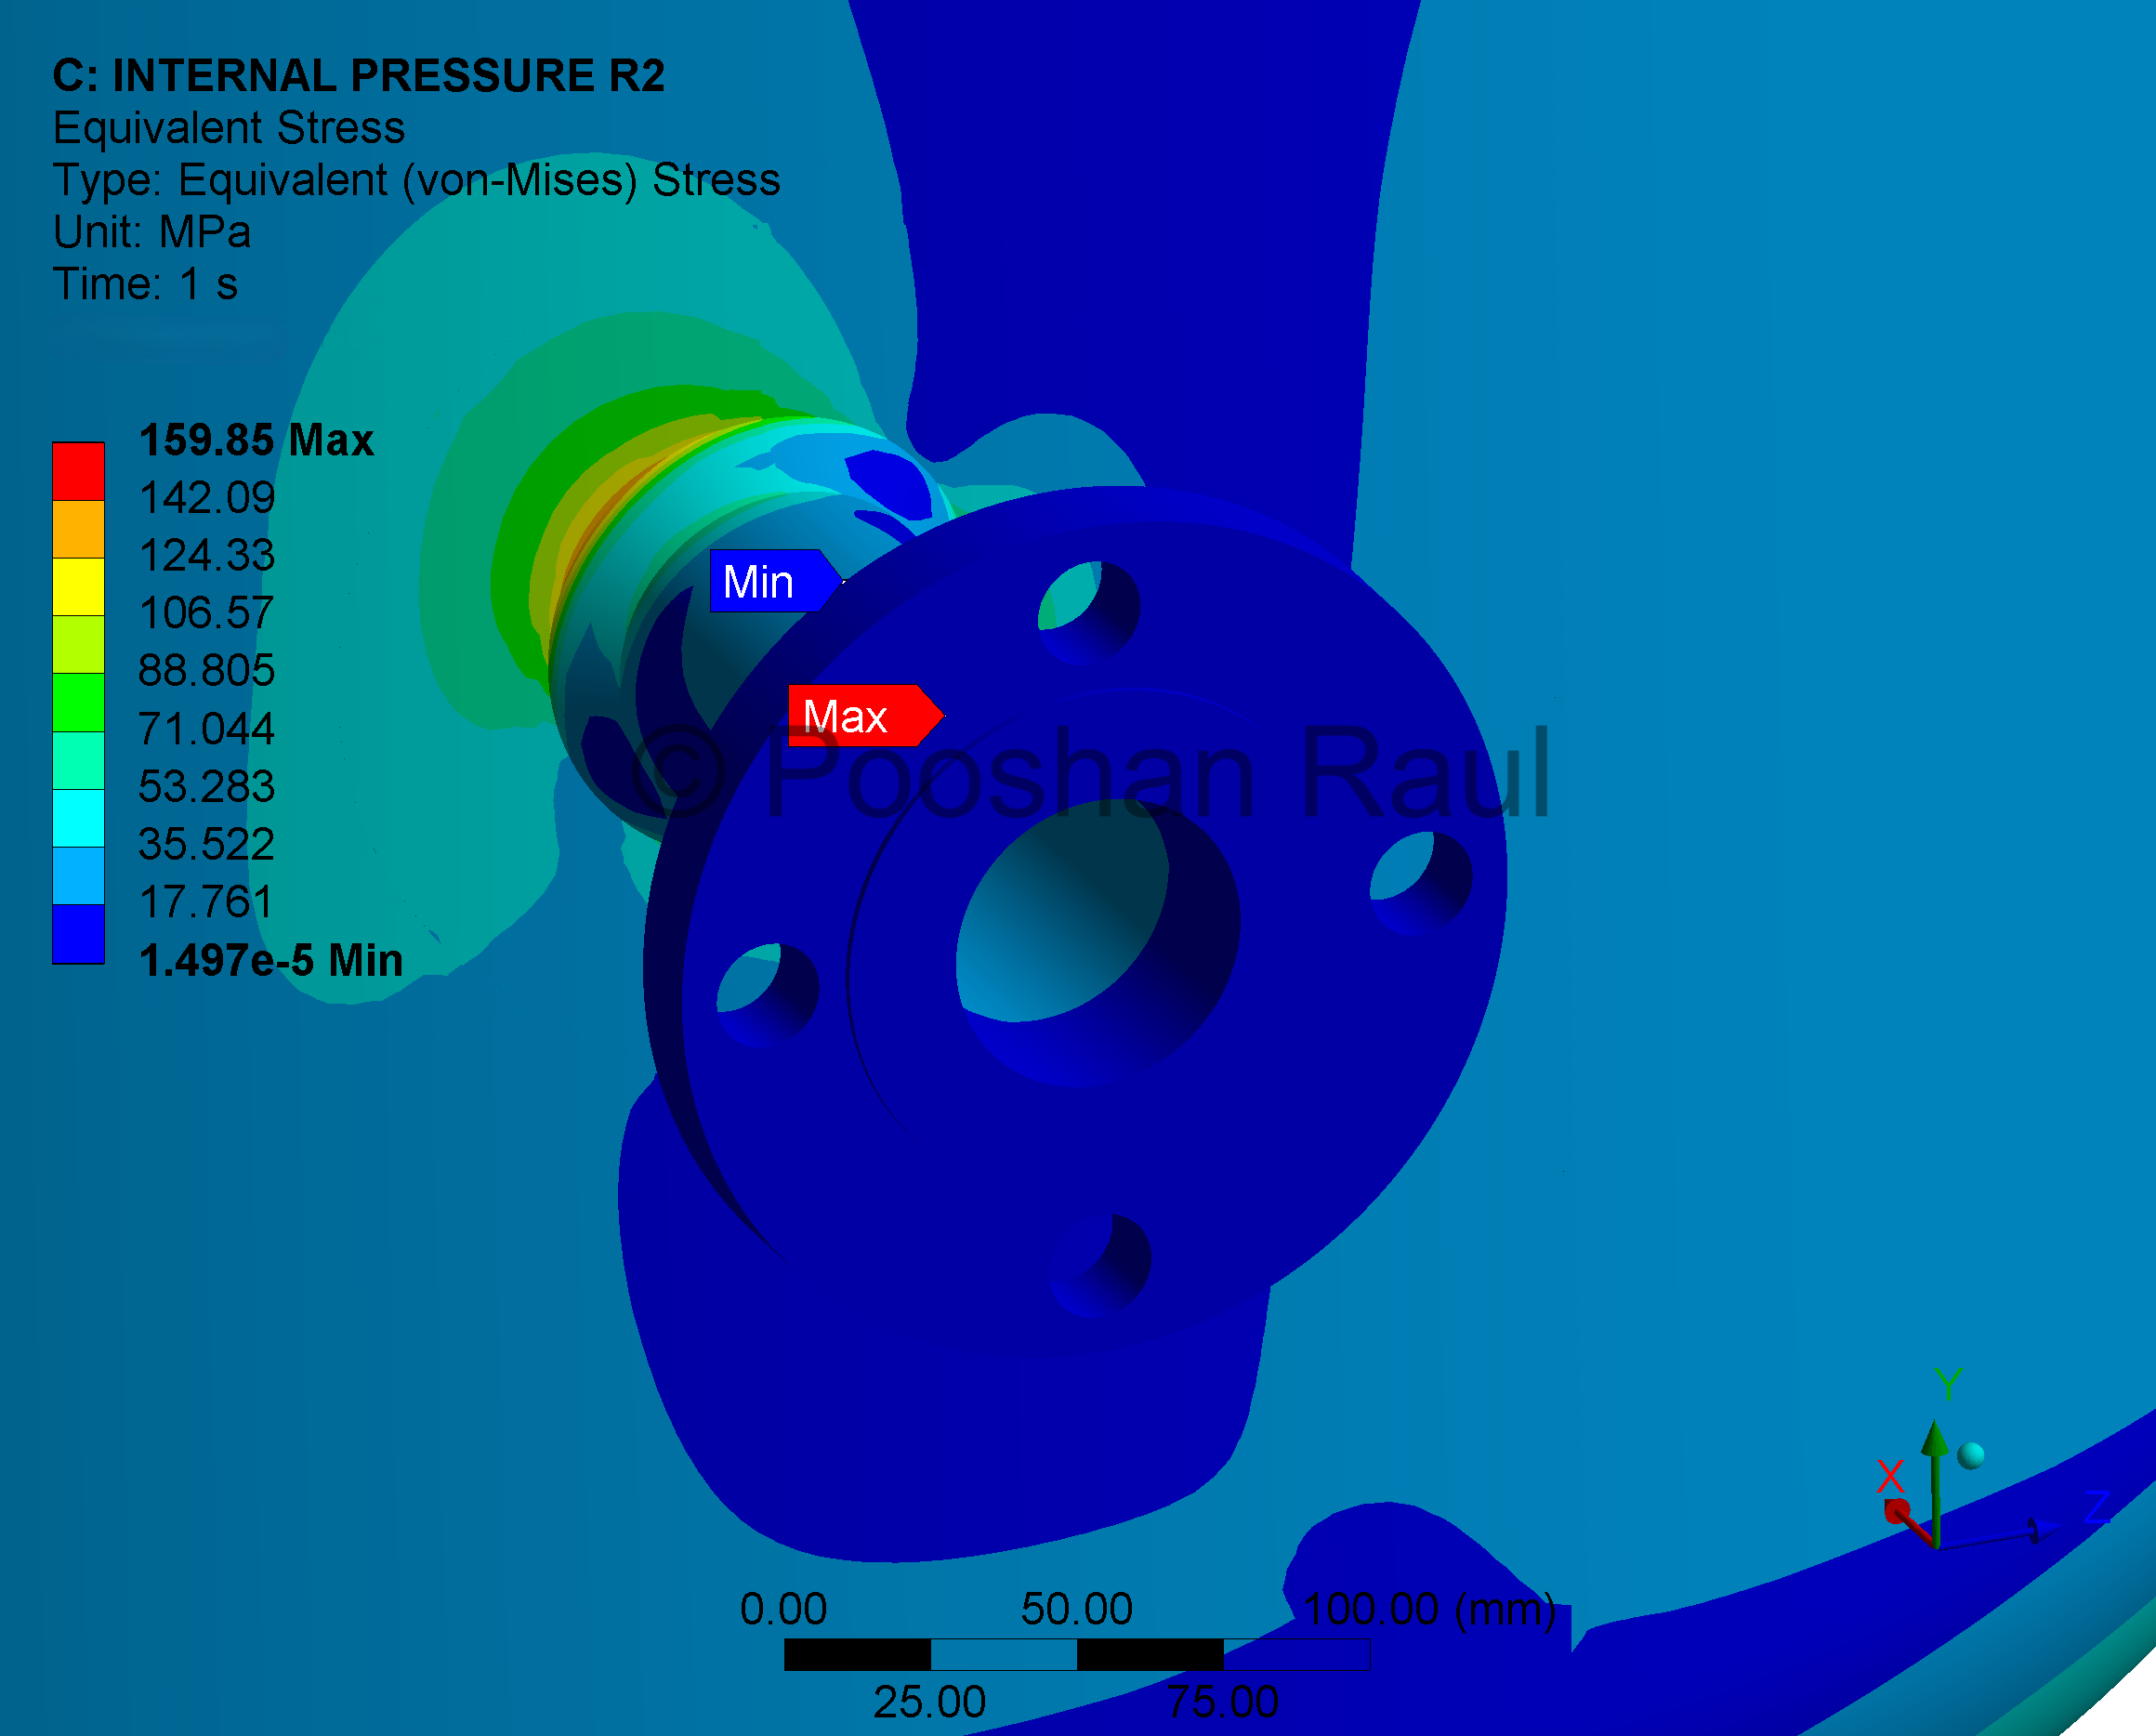 C: INTERNAL PRESSURE R2
Equivalent Stress
Type: Equivalent (von-Mises) Stress
Unit: MPa
Time: 1 s
159.85 Max
142.09
124.33
106.57
88.805
71.044
53.283
35.522
17.761
1.497e-5 Min
Min
Max
© Pooshan Raul
Y
X
Z
0.00 50.00 100.00 (mm)
25.00 75.00